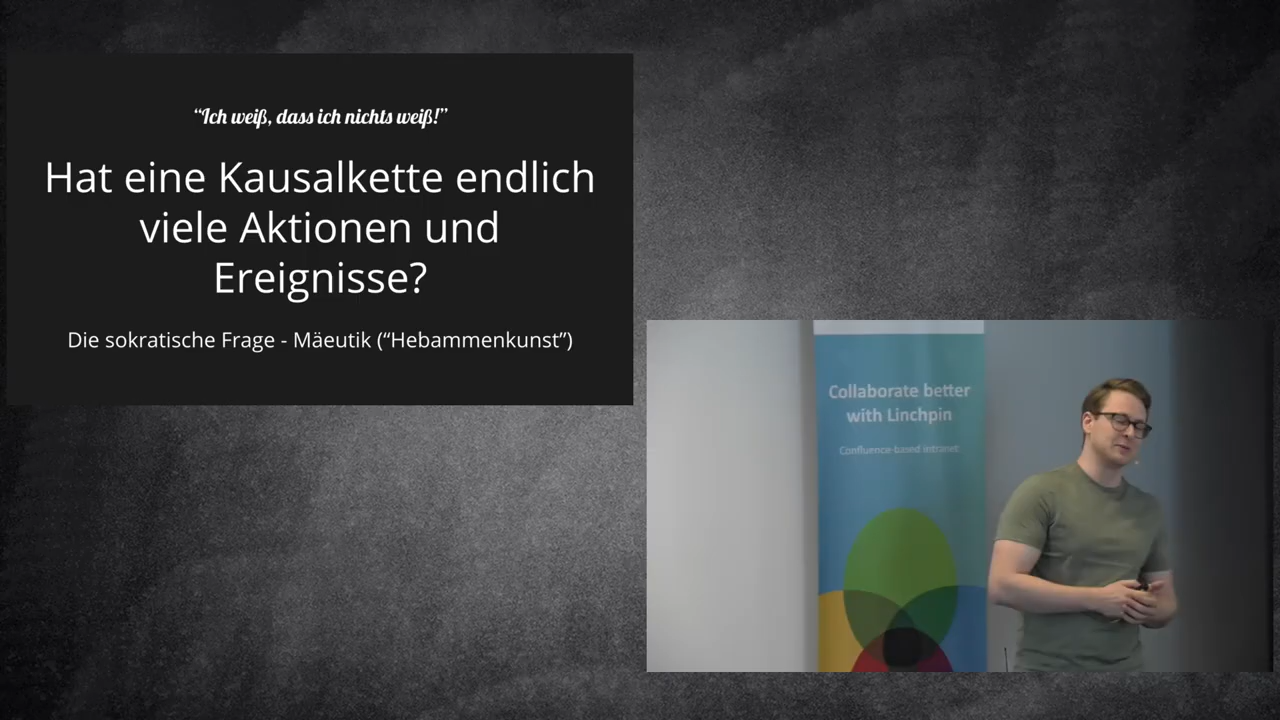 “Ich weiß, dass ich nichts weiß!”
Hat eine Kausalkette endlich
viele Aktionen und
Ereignisse?
Die sokratische Frage - Mäeutik (“Hebammenkunst”)
Collaborate better
with Linchpin
Confluence-based intranet